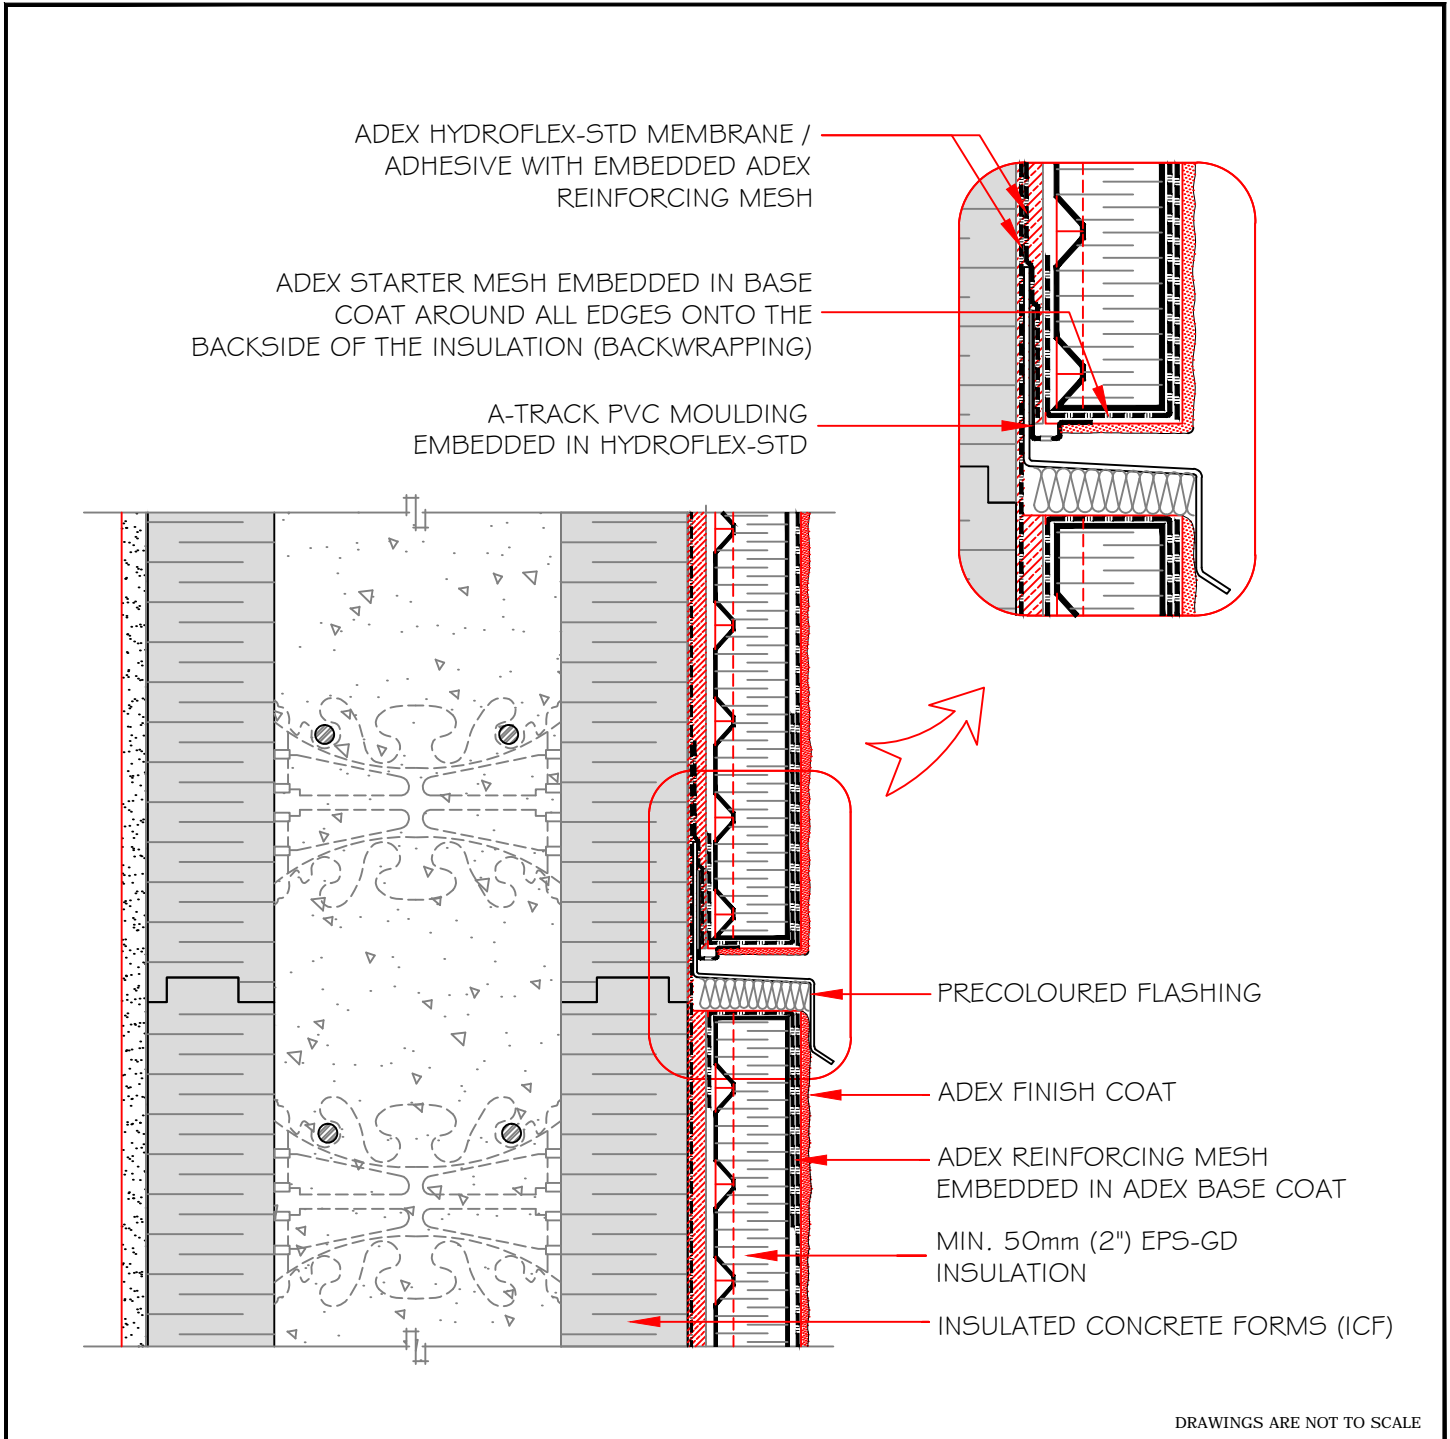 ADEX HYDROFLEX-STD MEMBRANE /
ADHESIVE WITH EMBEDDED ADEX
REINFORCING MESH
ADEX STARTER MESH EMBEDDED IN BASE
COAT AROUND ALL EDGES ONTO THE
BACKSIDE OF THE INSULATION (BACKWRAPPING)
A-TRACK PVC MOULDING
EMBEDDED IN HYDROFLEX-STD
PRECOLOURED FLASHING
ADEX FINISH COAT
ADEX REINFORCING MESH
EMBEDDED IN ADEX BASE COAT
MIN. 50mm (2") EPS-GD
INSULATION
INSULATED CONCRETE FORMS (ICF)
DRAWINGS ARE NOT TO SCALE